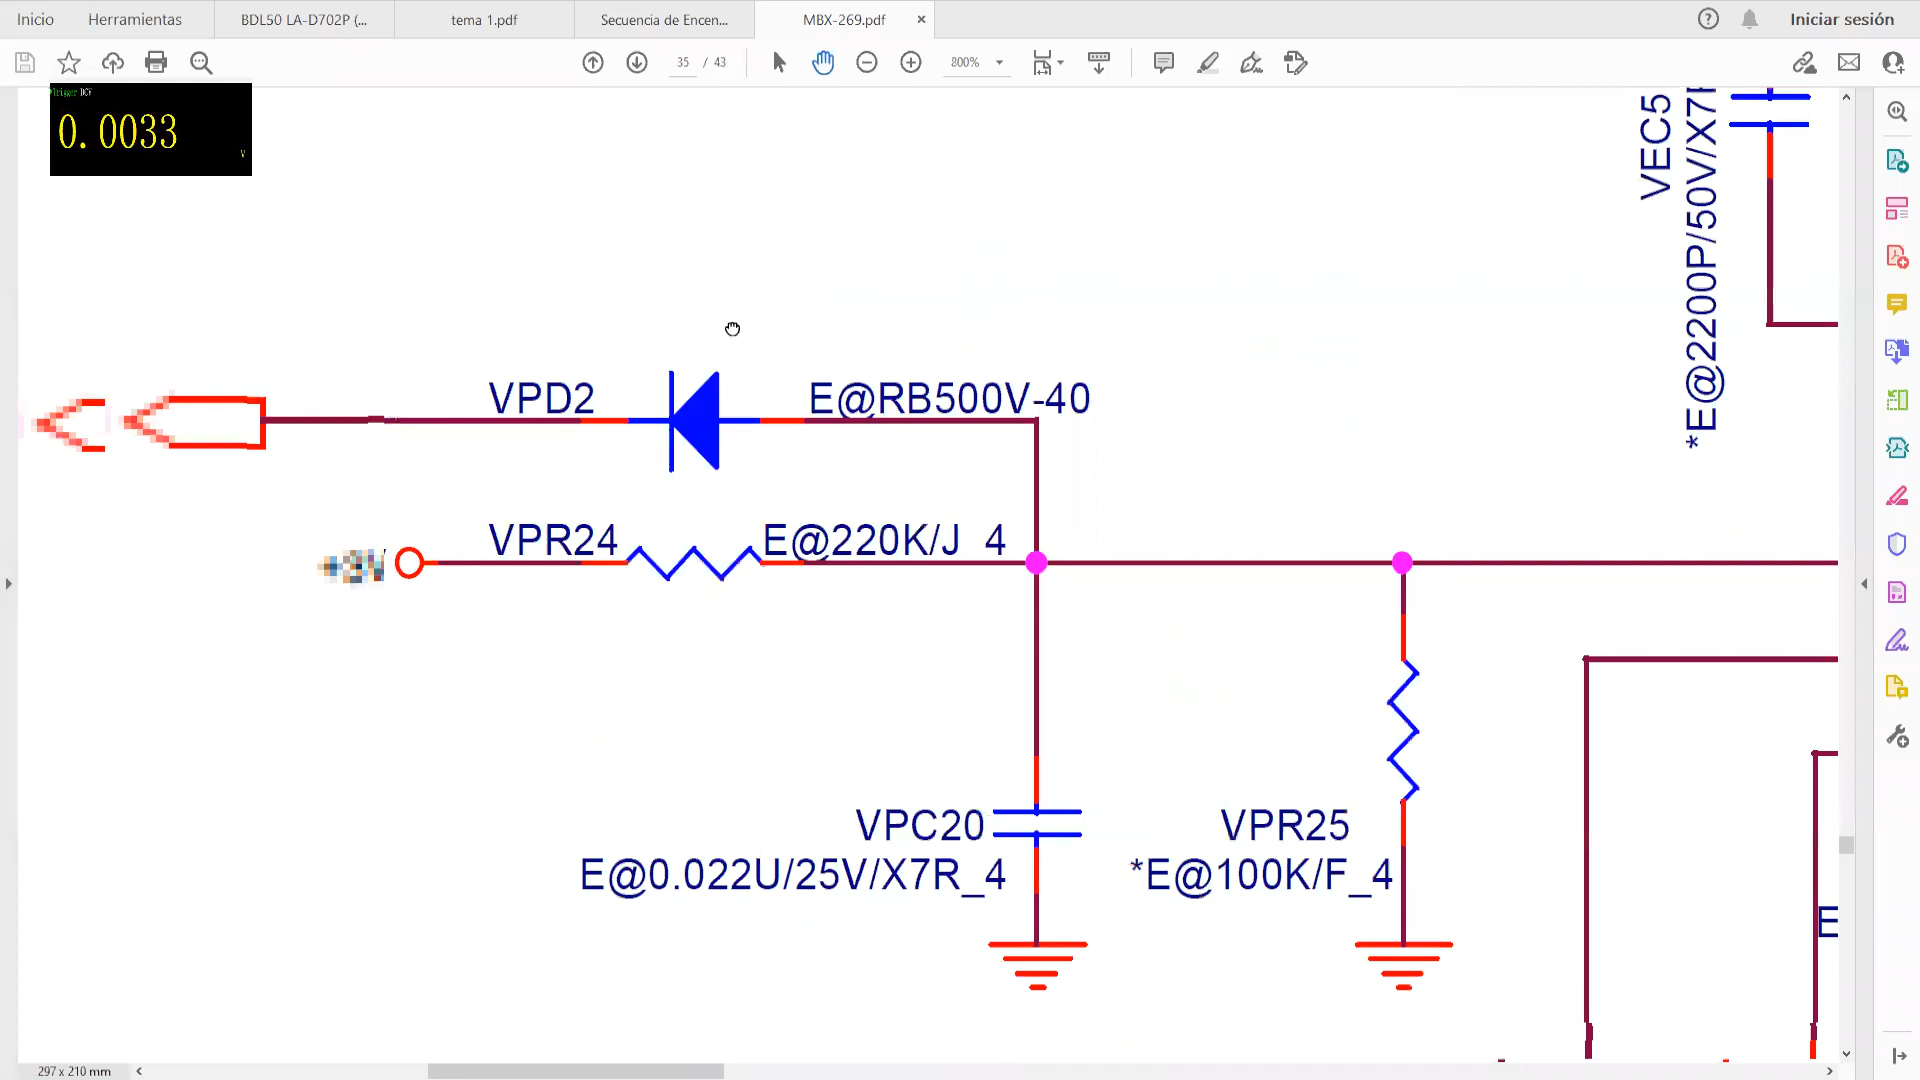 Inicio
Herramientas
BDL50 LA-D702P (...
tema 1.pdf
Secuencia de Encen...
MBX-269.pdf
Iniciar sesión
35 / 43
800%
Trigger DCV
0.0033
V
VEC5
*E@2200P/50V/X7
VPD2
E@RB500V-40
VPR24
E@220K/J_4
VPC20
E@0.022U/25V/X7R_4
VPR25
*E@100K/F_4
E
297 x 210 mm